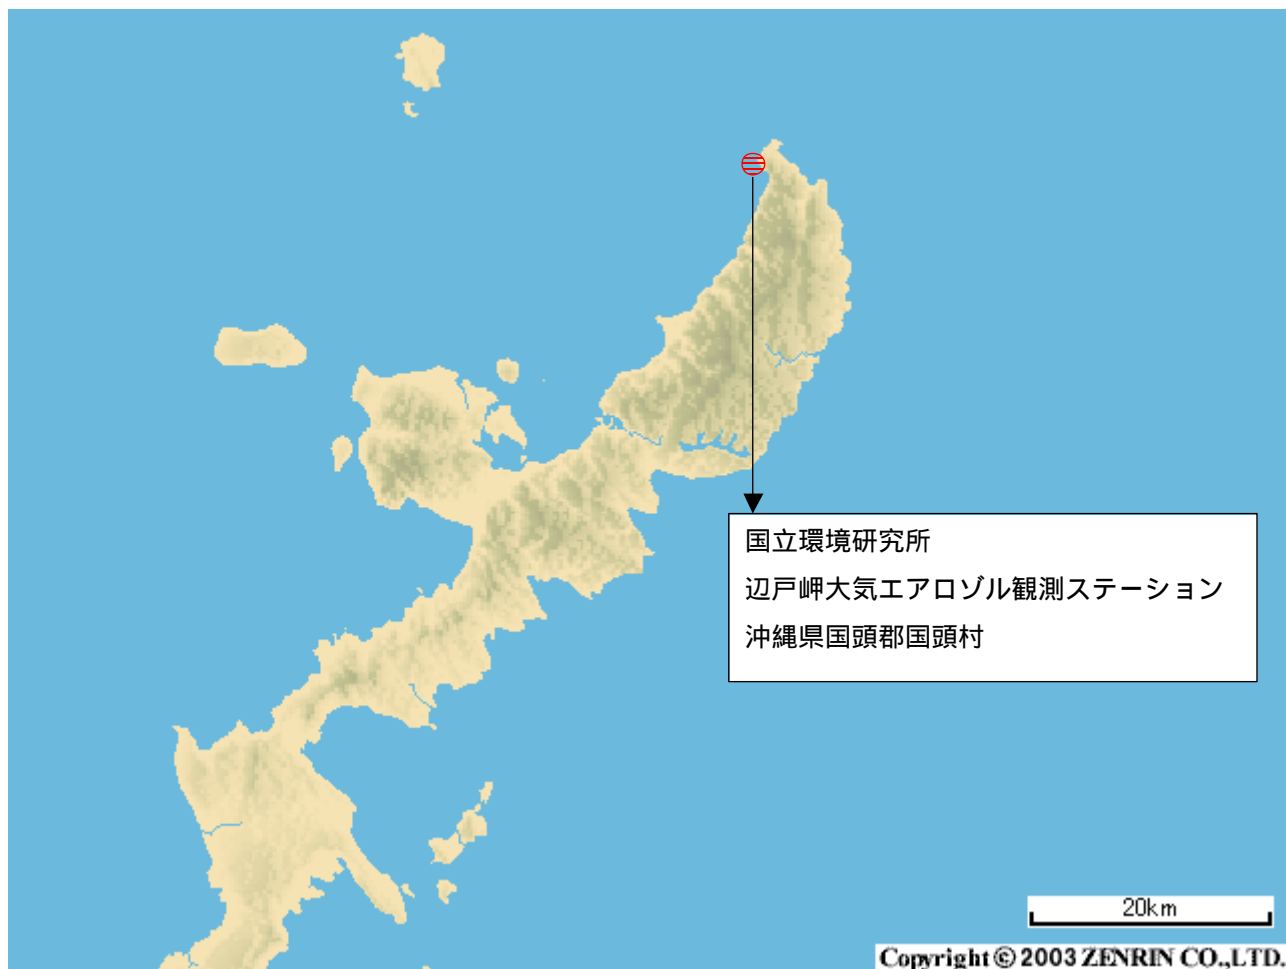 国立環境研究所
辺戸岬大気エアロゾル観測ステーション
沖縄県国頭郡国頭村
20km
Copyright © 2003 ZENRIN CO.,LTD.